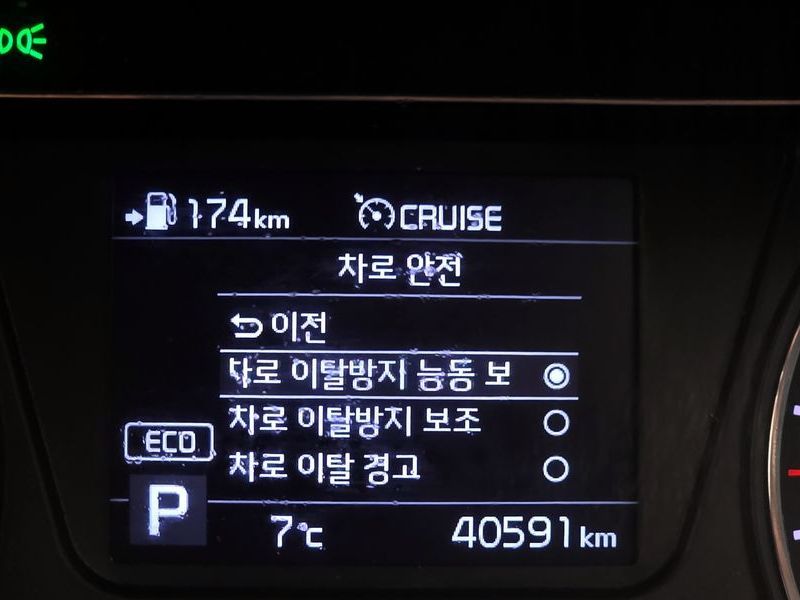 174km CRUISE
차로 안전
이전
차로 이탈방지 능동 보
차로 이탈방지 보조
ECO
차로 이탈 경고
P
7°c 40591km